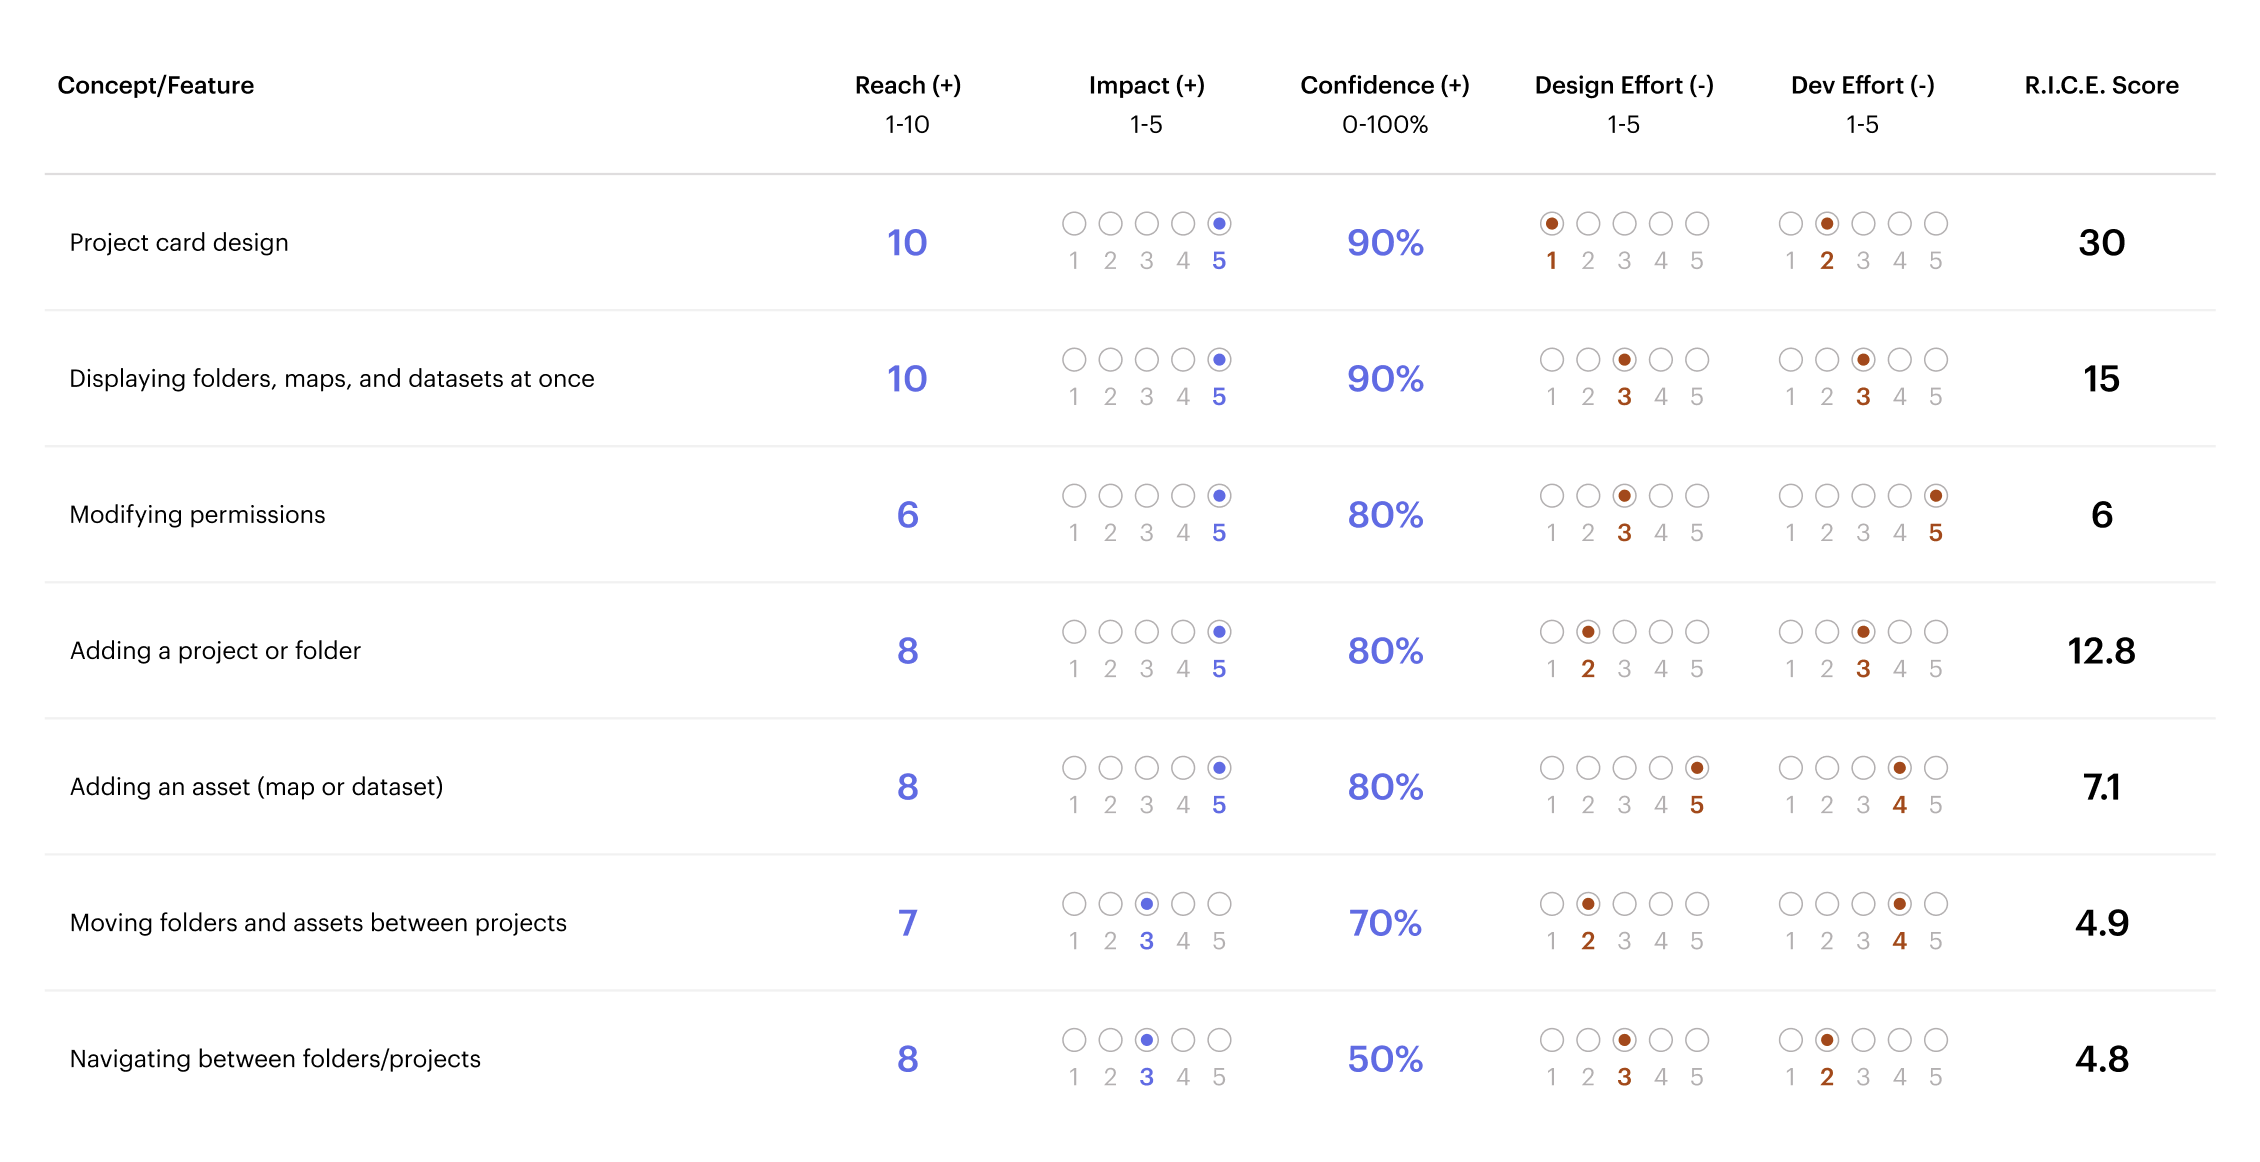 Concept/Feature Reach (+) Impact (+) Confidence (+) Design Effort (-) Dev Effort (-) R.I.C.E. Score
1-10 1-5 0-100% 1-5 1-5
Project card design 10 90% 30
1 2 3 4 5 1 2 3 4 5 1 2 3 4 5
Displaying folders, maps, and datasets at once 10 90% 15
1 2 3 4 5 1 2 3 4 5 1 2 3 4 5
Modifying permissions 6 80% 6
1 2 3 4 5 1 2 3 4 5 1 2 3 4 5
Adding a project or folder 8 80% 12.8
1 2 3 4 5 1 2 3 4 5 1 2 3 4 5
Adding an asset (map or dataset) 8 80% 7.1
1 2 3 4 5 1 2 3 4 5 1 2 3 4 5
Moving folders and assets between projects 7 70% 4.9
1 2 3 4 5 1 2 3 4 5 1 2 3 4 5
Navigating between folders/projects 8 50% 4.8
1 2 3 4 5 1 2 3 4 5 1 2 3 4 5